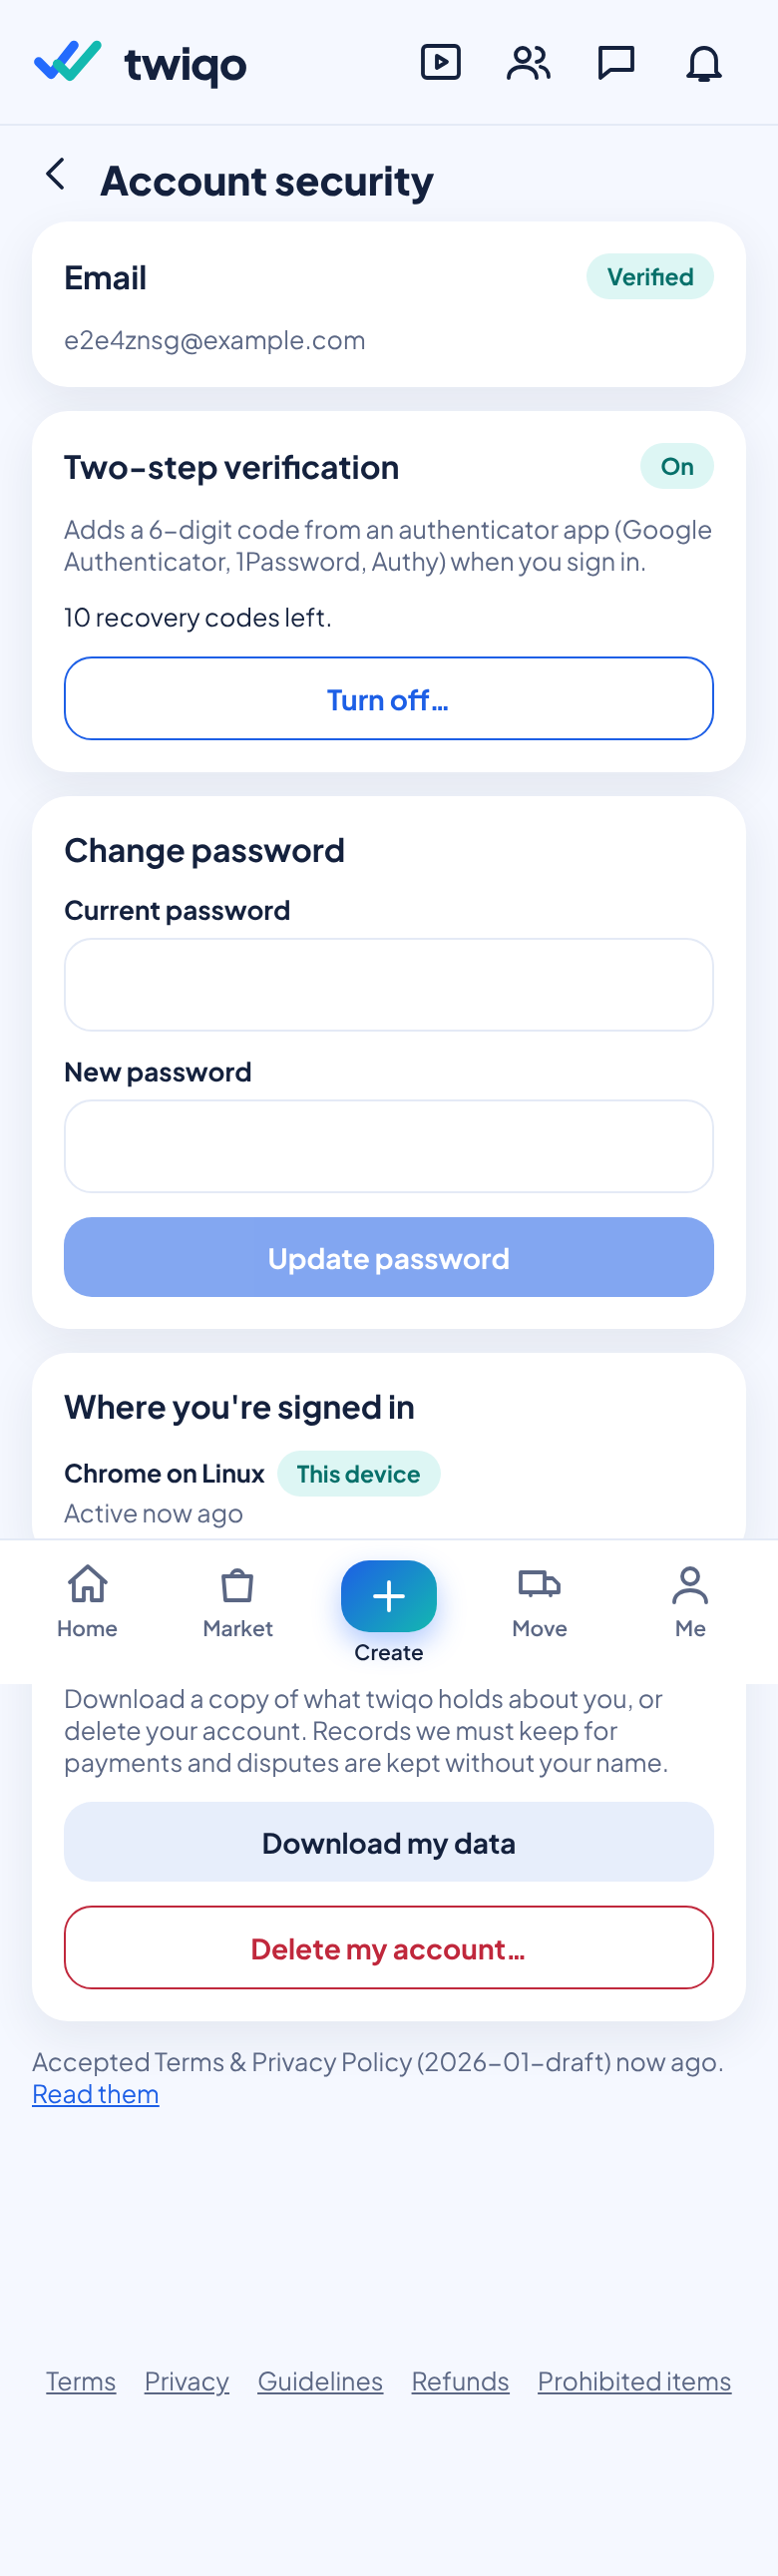 twiqo
Account security
Email
Verified
e2e4znsg@example.com
Two-step verification
On
Adds a 6-digit code from an authenticator app (Google
Authenticator, 1Password, Authy) when you sign in.
10 recovery codes left.
Turn off…
Change password
Current password
New password
Update password
Where you're signed in
Chrome on Linux
This device
Active now ago
Home
Market
Create
Move
Me
Download a copy of what twiqo holds about you, or
delete your account. Records we must keep for
payments and disputes are kept without your name.
Download my data
Delete my account…
Accepted Terms & Privacy Policy (2026-01-draft) now ago.
Read them
Terms Privacy Guidelines Refunds Prohibited items